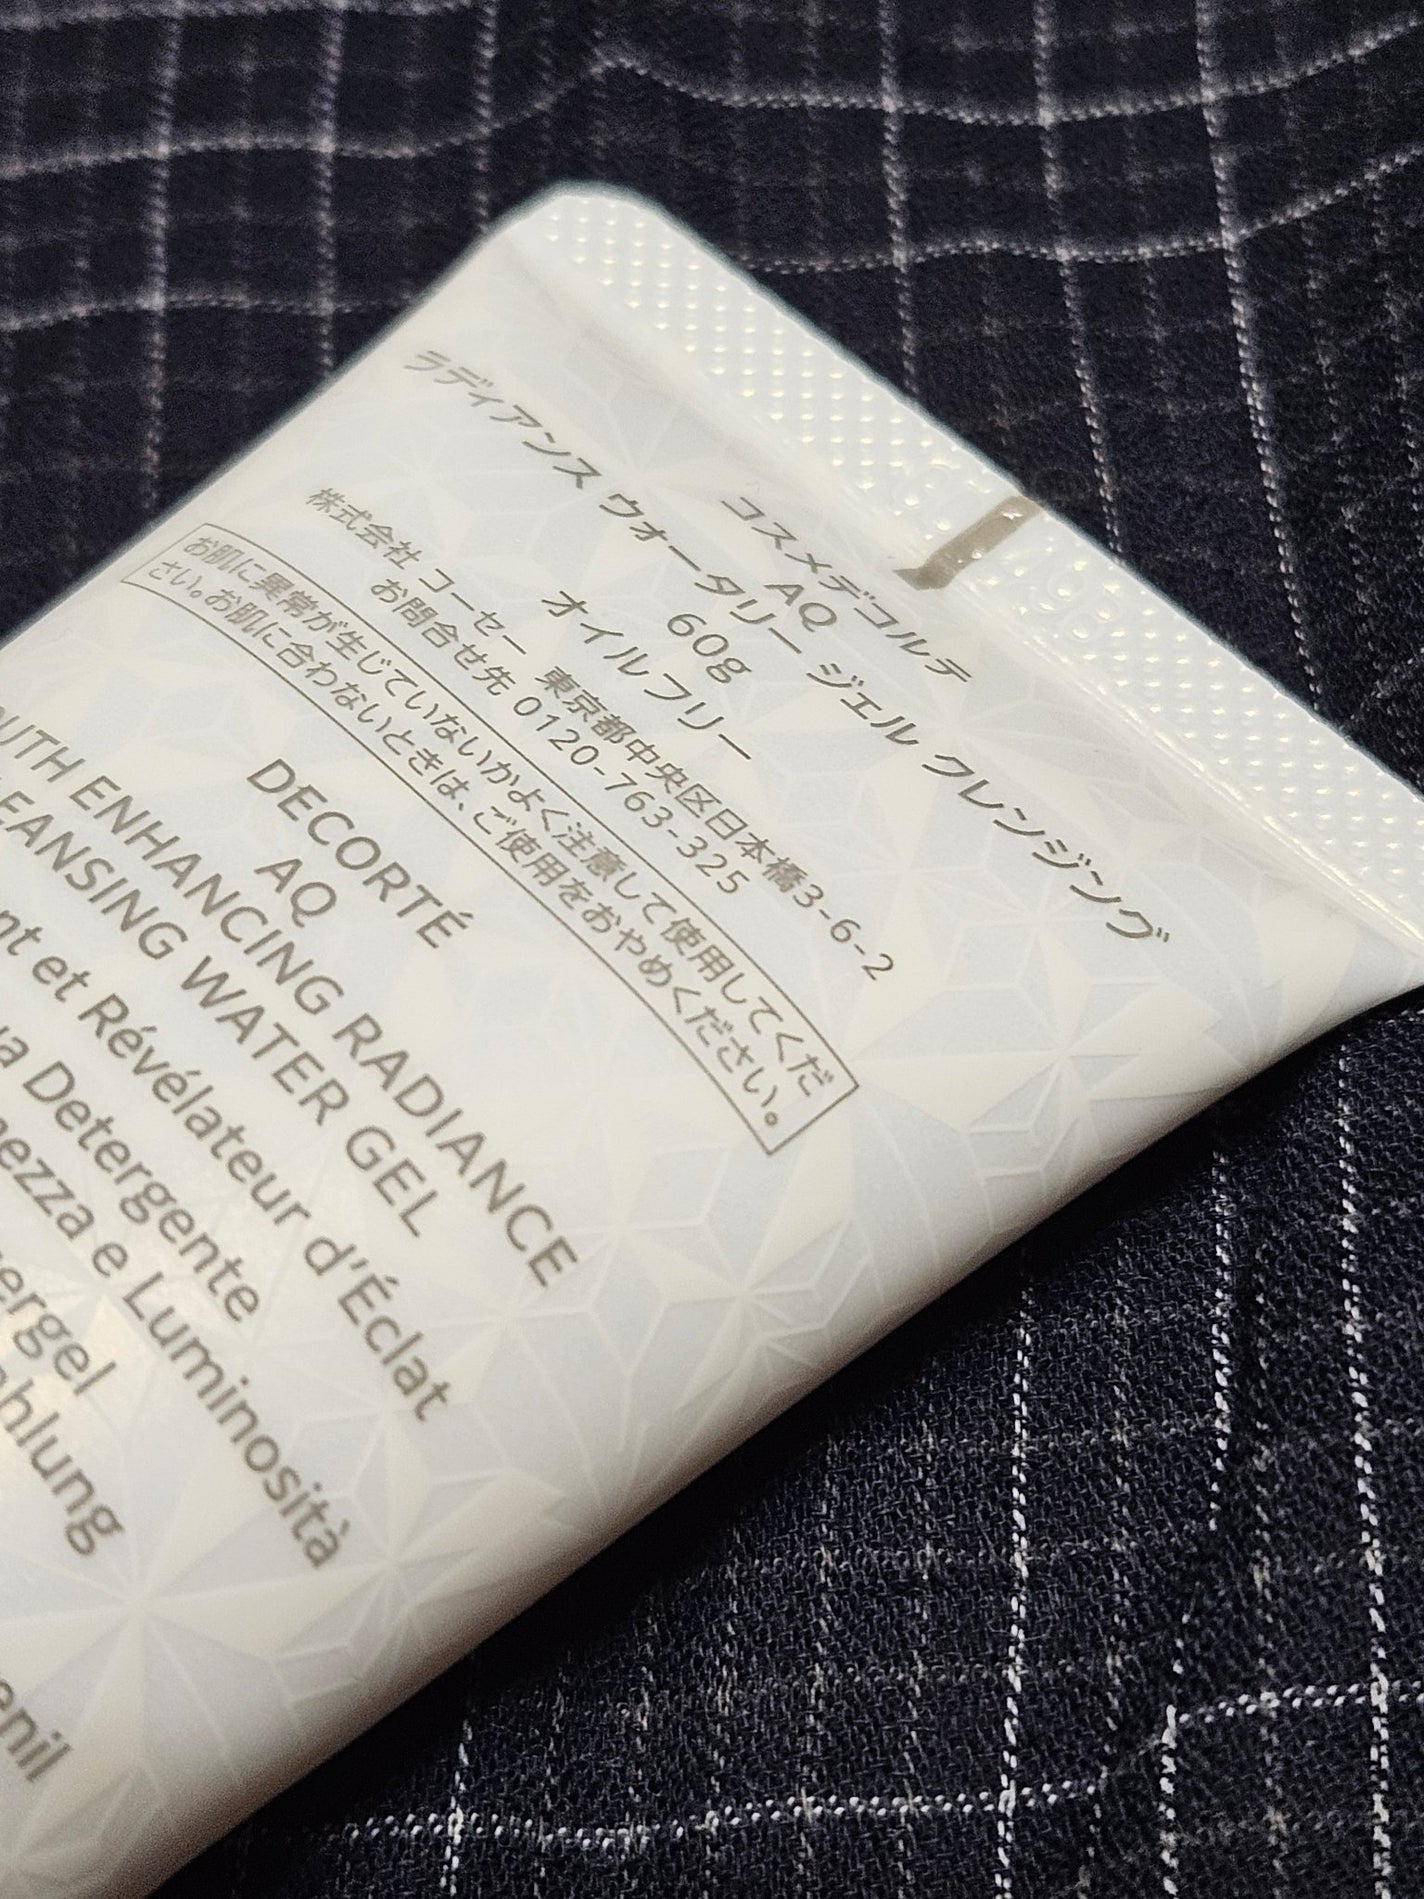 コスメデコルテ
AQ
ラディアンス ウォータリー ジェル クレンジング
60g
オイルフリー
株式会社 コーセー 東京都中央区日本橋3-6-2
お問合せ先 0120-763-325
お肌に異常が生じていないかよく注意して使用してくだ
さい。お肌に合わないときは、ご使用をおやめください。
DECORTÉ
AQ
ENHANCING RADIANCE
WATER GEL
et Révélateur d'Éclat
Detergente
e Luminosità